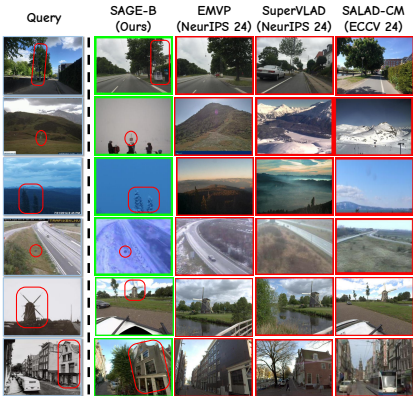 Query
SAGE-B
(Ours)
EMVP
(NeurIPS 24)
SuperVLAD
(NeurIPS 24)
SALAD-CM
(ECCV 24)